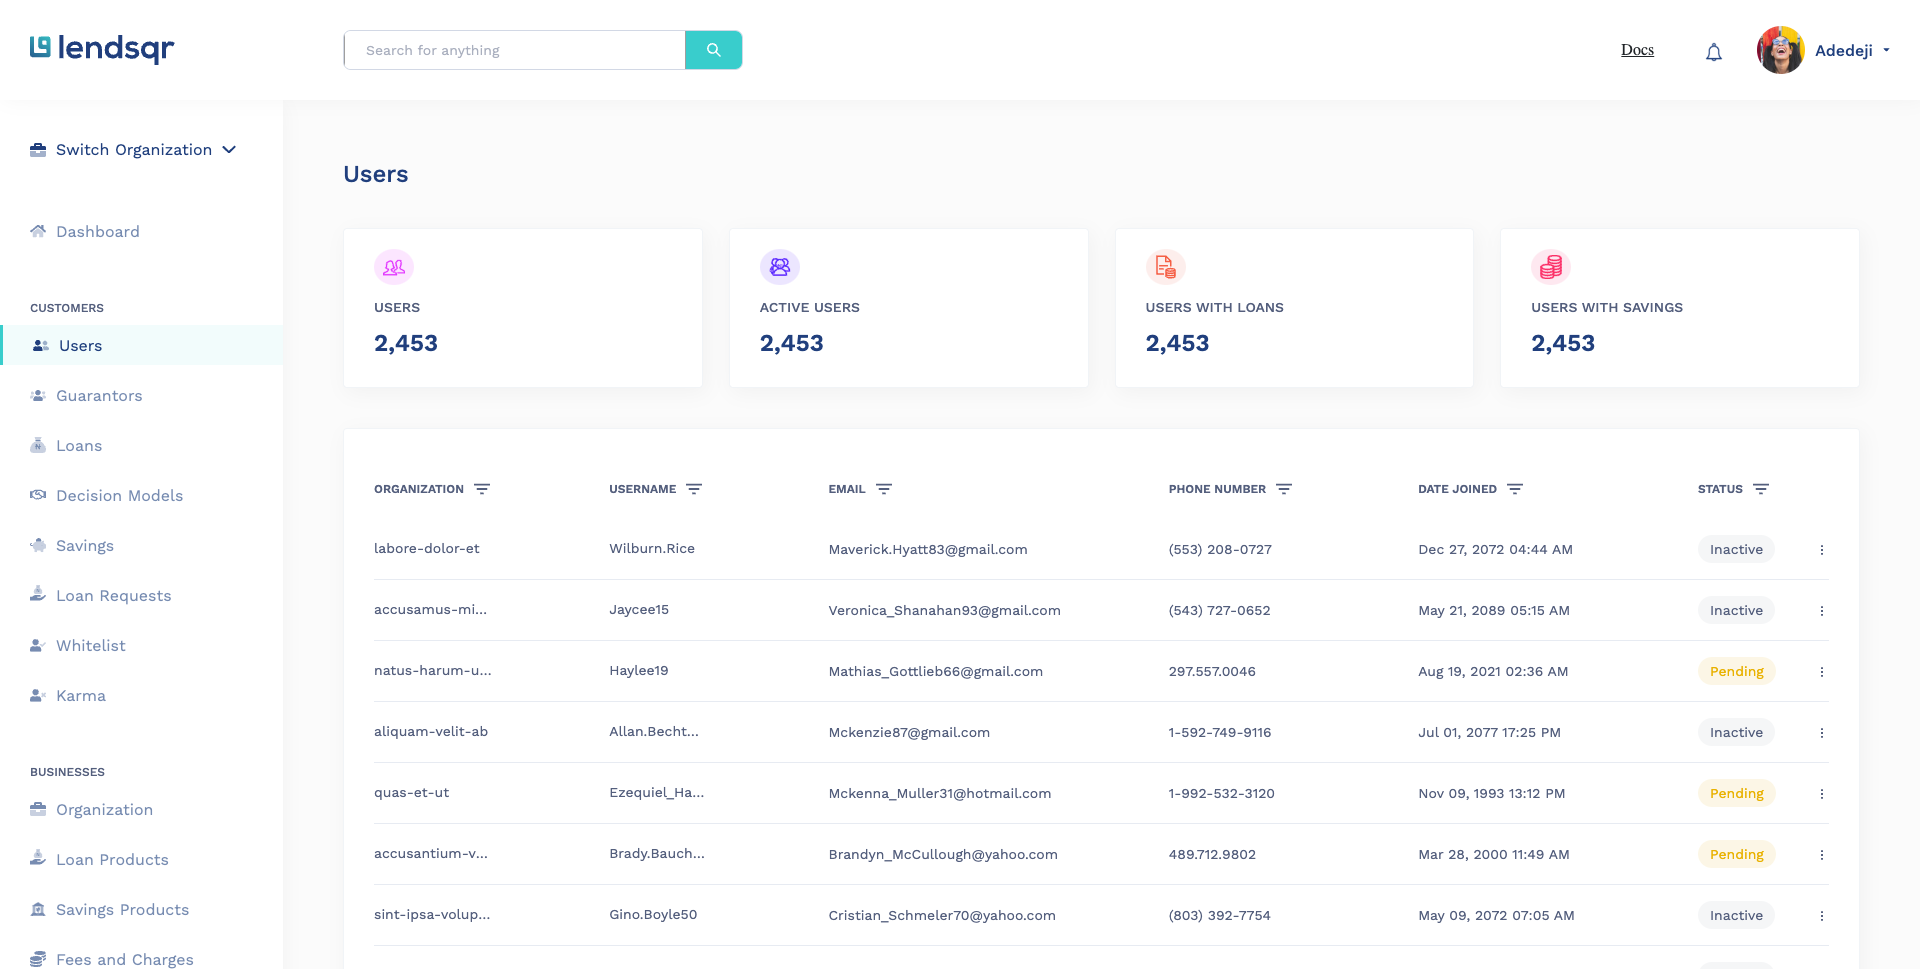 lendsqr
Search for anything
Docs
Adedeji
Switch Organization
Dashboard
CUSTOMERS
Users
Guarantors
Loans
Decision Models
Savings
Loan Requests
Whitelist
Karma
BUSINESSES
Organization
Loan Products
Savings Products
Fees and Charges
Users
USERS
2,453
ACTIVE USERS
2,453
USERS WITH LOANS
2,453
USERS WITH SAVINGS
2,453
ORGANIZATION USERNAME EMAIL PHONE NUMBER DATE JOINED STATUS
labore-dolor-et Wilburn.Rice Maverick.Hyatt83@gmail.com (553) 208-0727 Dec 27, 2072 04:44 AM Inactive
accusamus-mi... Jaycee15 Veronica_Shanahan93@gmail.com (543) 727-0652 May 21, 2089 05:15 AM Inactive
natus-harum-u... Haylee19 Mathias_Gottlieb66@gmail.com 297.557.0046 Aug 19, 2021 02:36 AM Pending
aliquam-velit-ab Allan.Becht... Mckenzie87@gmail.com 1-592-749-9116 Jul 01, 2077 17:25 PM Inactive
quas-et-ut Ezequiel_Ha... Mckenna_Muller31@hotmail.com 1-992-532-3120 Nov 09, 1993 13:12 PM Pending
accusantium-v... Brady.Bauch... Brandyn_McCullough@yahoo.com 489.712.9802 Mar 28, 2000 11:49 AM Pending
sint-ipsa-volup... Gino.Boyle50 Cristian_Schmeler70@yahoo.com (803) 392-7754 May 09, 2072 07:05 AM Inactive